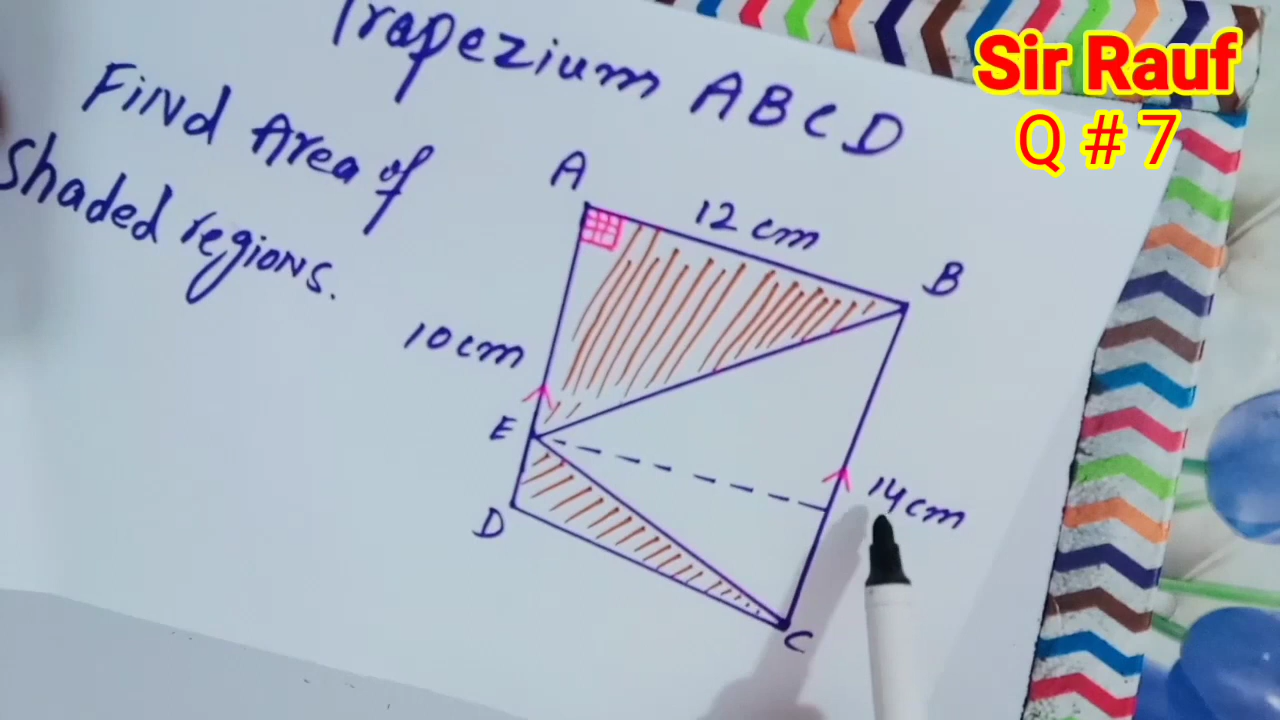 Trapezium ABCD
Sir Rauf
Q # 7
Find Area of
shaded regions.
A
12 cm
B
10cm
E
14cm
D
C